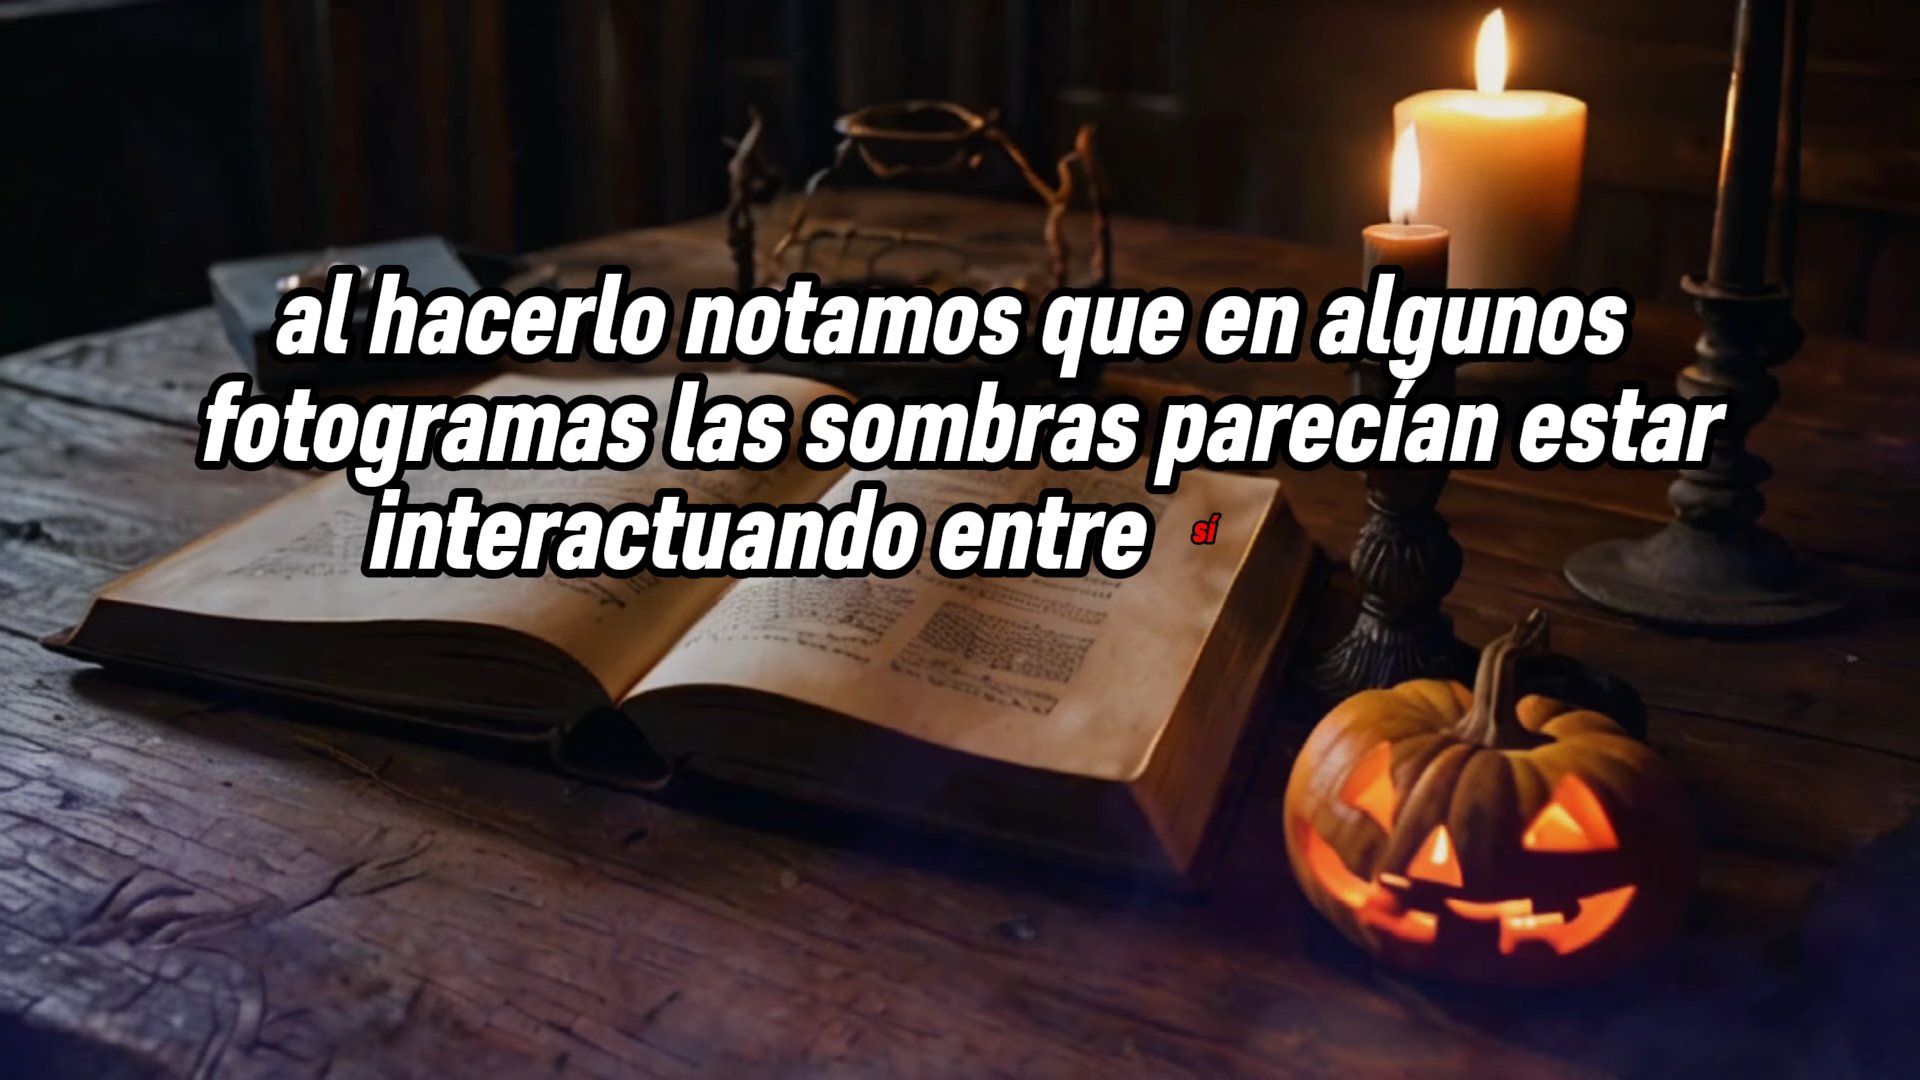 al hacerlo notamos que en algunos
fotogramas las sombras parecían estar
interactuando entre sí